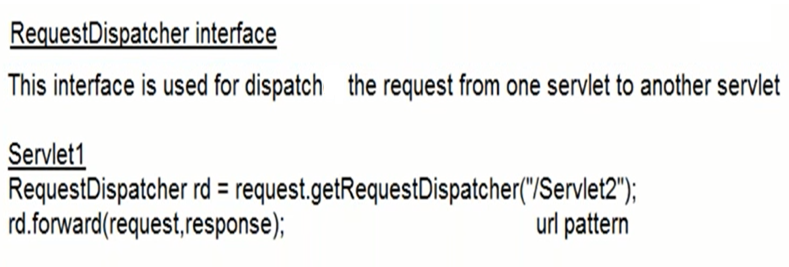 RequestDispatcher interface
This interface is used for dispatch the request from one servlet to another servlet
Servlet1
RequestDispatcher rd = request.getRequestDispatcher("/Servlet2");
rd.forward(request,response); url pattern